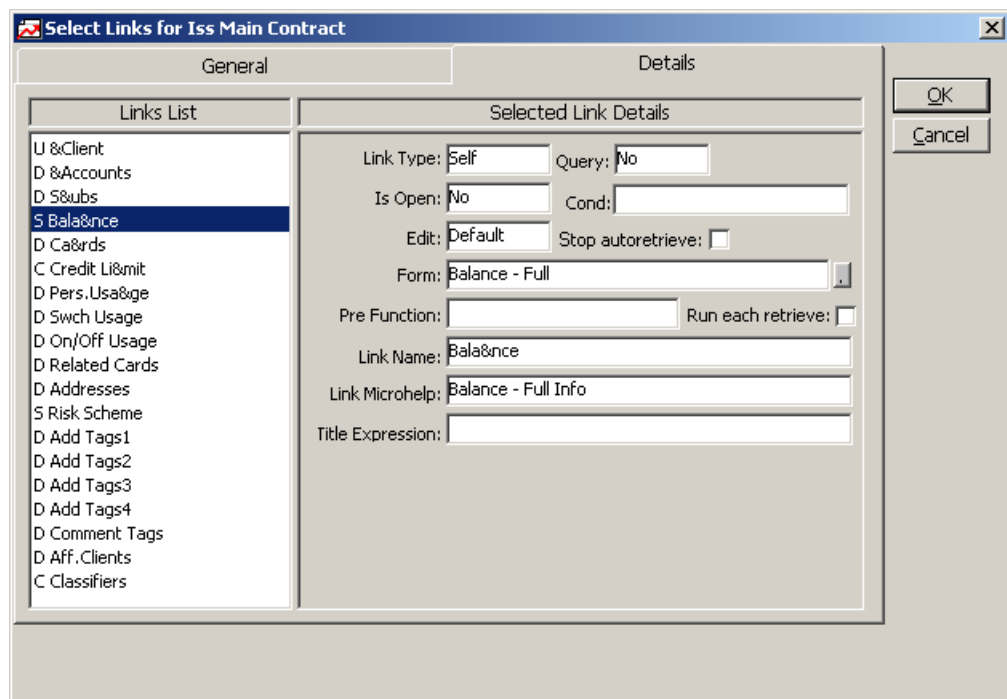 Select Links for Iss Main Contract
General
Details
OK
Cancel
Links List
Selected Link Details
U &Client
D &Accounts
D S&ubs
S Bala&nce
D Ca&rds
C Credit Li&mit
D Pers.Usa&ge
D Swch Usage
D On/Off Usage
D Related Cards
D Addresses
S Risk Scheme
D Add Tags1
D Add Tags2
D Add Tags3
D Add Tags4
D Comment Tags
D Aff.Clients
C Classifiers
Link Type: Self Query: No
Is Open: No Cond:
Edit: Default Stop autoretrieve:
Form: Balance - Full .
Pre Function: Run each retrieve:
Link Name: Bala&nce
Link Microhelp: Balance - Full Info
Title Expression: